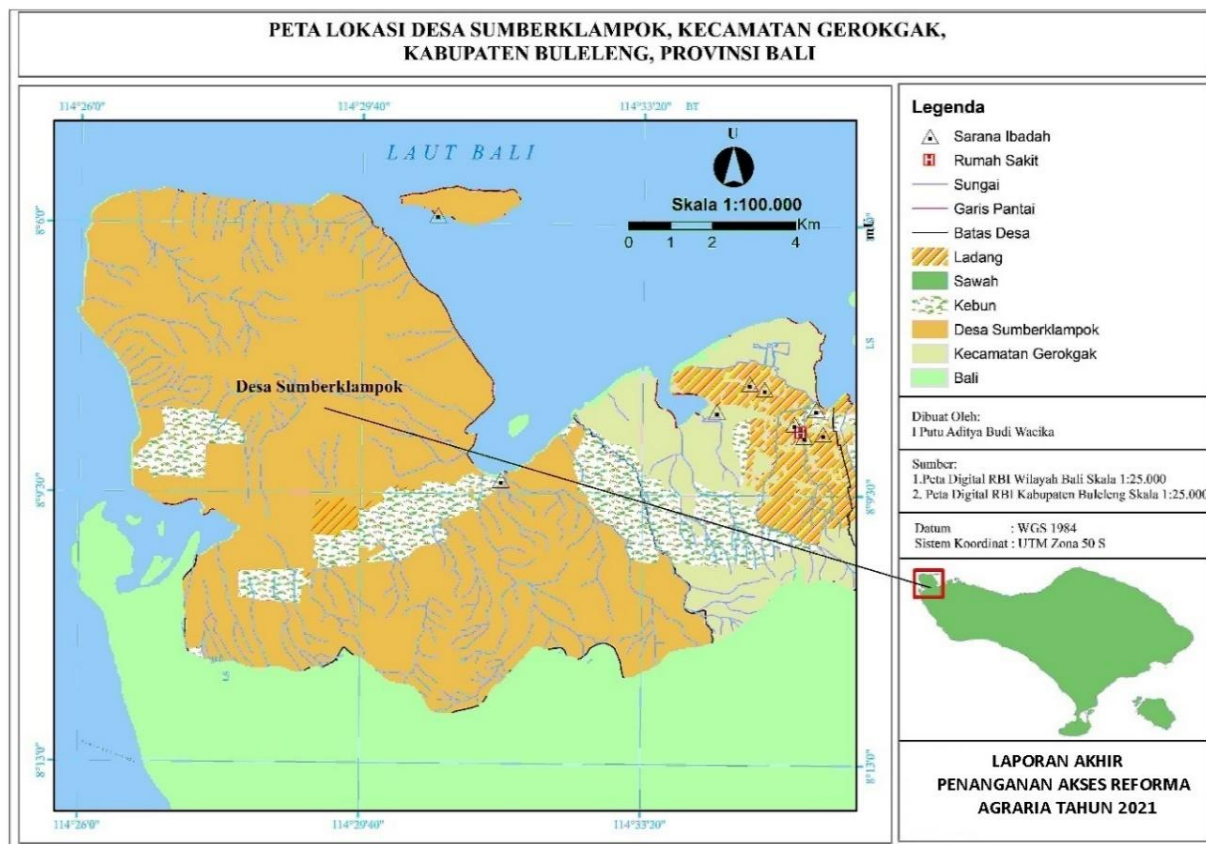 PETA LOKASI DESA SUMBERKLAMPOK, KECAMATAN GEROKGAK,
KABUPATEN BULELENG, PROVINSI BALI
114°26'0"
114°29'40"
114°33'20"
BT
LAUT BALI
U
Skala 1:100.000
0 1 2 4 Km
8°6'0"
LS
Desa Sumberklampok
8°9'30"
8°9'30"
LS
8°13'0"
8°13'0"
114°26'0"
114°29'40"
114°33'20"
Legenda
Sarana Ibadah
H Rumah Sakit
Sungai
Garis Pantai
Batas Desa
Ladang
Sawah
Kebun
Desa Sumberklampok
Kecamatan Gerokgak
Bali
Dibuat Oleh:
I Putu Aditya Budi Wacika
Sumber:
1.Peta Digital RBI Wilayah Bali Skala 1:25.000
2. Peta Digital RBI Kabupaten Buleleng Skala 1:25.000
Datum : WGS 1984
Sistem Koordinat : UTM Zona 50 S
LAPORAN AKHIR
PENANGANAN AKSES REFORMA
AGRARIA TAHUN 2021